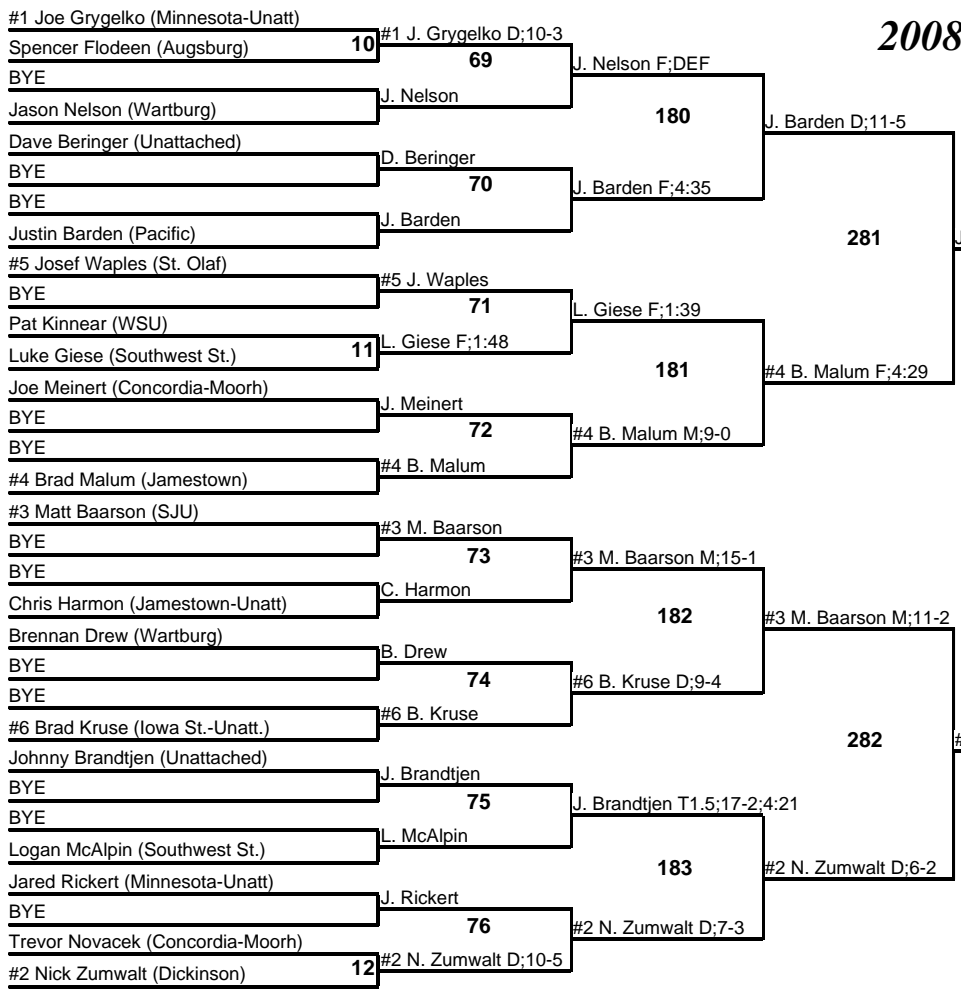 #1 Joe Grygelko (Minnesota-Unatt)
2008
Spencer Flodeen (Augsburg)
10
#1 J. Grygelko D;10-3
BYE
69
J. Nelson F;DEF
Jason Nelson (Wartburg)
J. Nelson
180
J. Barden D;11-5
Dave Beringer (Unattached)
D. Beringer
BYE
70
BYE
J. Barden F;4:35
Justin Barden (Pacific)
J. Barden
281
J
#5 Josef Waples (St. Olaf)
#5 J. Waples
BYE
71
L. Giese F;1:39
Pat Kinnear (WSU)
Luke Giese (Southwest St.)
11
L. Giese F;1:48
181
#4 B. Malum F;4:29
Joe Meinert (Concordia-Moorh)
J. Meinert
BYE
72
#4 B. Malum M;9-0
BYE
#4 B. Malum
#4 Brad Malum (Jamestown)
#3 Matt Baarson (SJU)
#3 M. Baarson
BYE
73
#3 M. Baarson M;15-1
BYE
C. Harmon
Chris Harmon (Jamestown-Unatt)
182
#3 M. Baarson M;11-2
Brennan Drew (Wartburg)
B. Drew
BYE
74
#6 B. Kruse D;9-4
BYE
#6 B. Kruse
#6 Brad Kruse (Iowa St.-Unatt.)
282
#
Johnny Brandtjen (Unattached)
J. Brandtjen
BYE
75
J. Brandtjen T1.5;17-2;4:21
BYE
L. McAlpin
Logan McAlpin (Southwest St.)
183
#2 N. Zumwalt D;6-2
Jared Rickert (Minnesota-Unatt)
J. Rickert
BYE
76
#2 N. Zumwalt D;7-3
Trevor Novacek (Concordia-Moorh)
#2 Nick Zumwalt (Dickinson)
12
#2 N. Zumwalt D;10-5